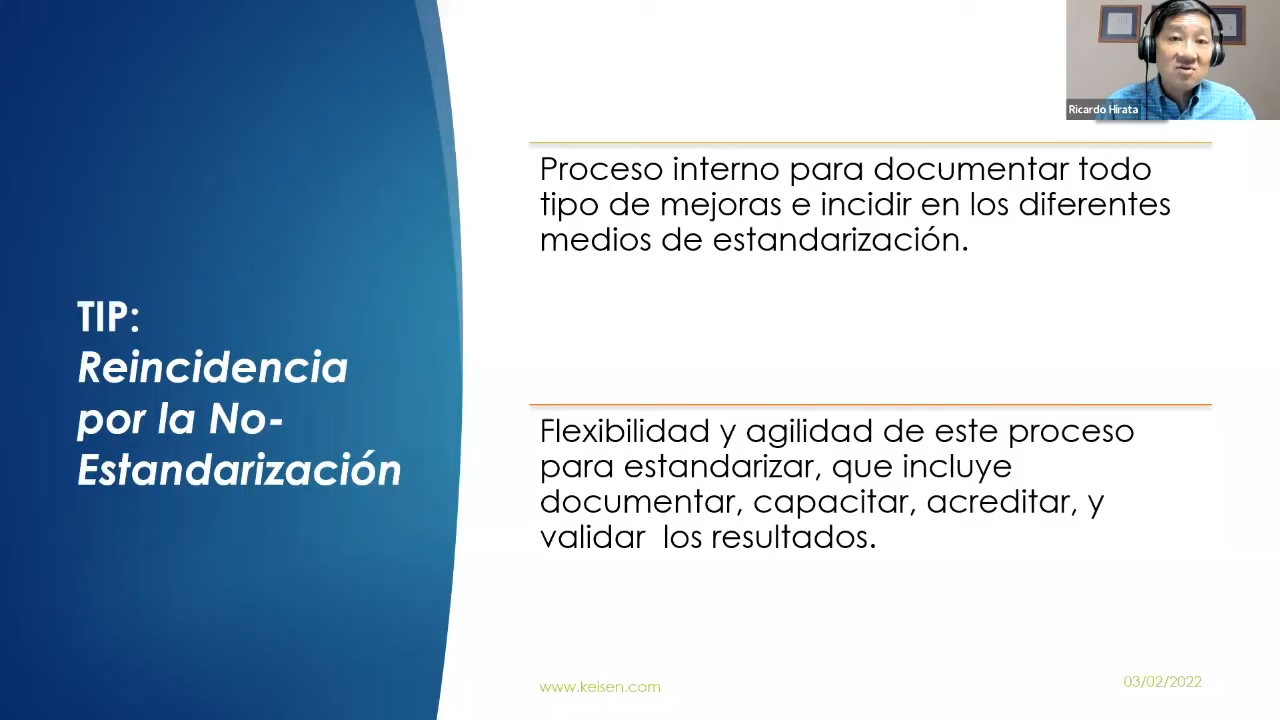 Ricardo Hirata
TIP:
Reincidencia
por la No-
Estandarización
Proceso interno para documentar todo
tipo de mejoras e incidir en los diferentes
medios de estandarización.
Flexibilidad y agilidad de este proceso
para estandarizar, que incluye
documentar, capacitar, acreditar, y
validar  los resultados.
www.keisen.com
03/02/2022